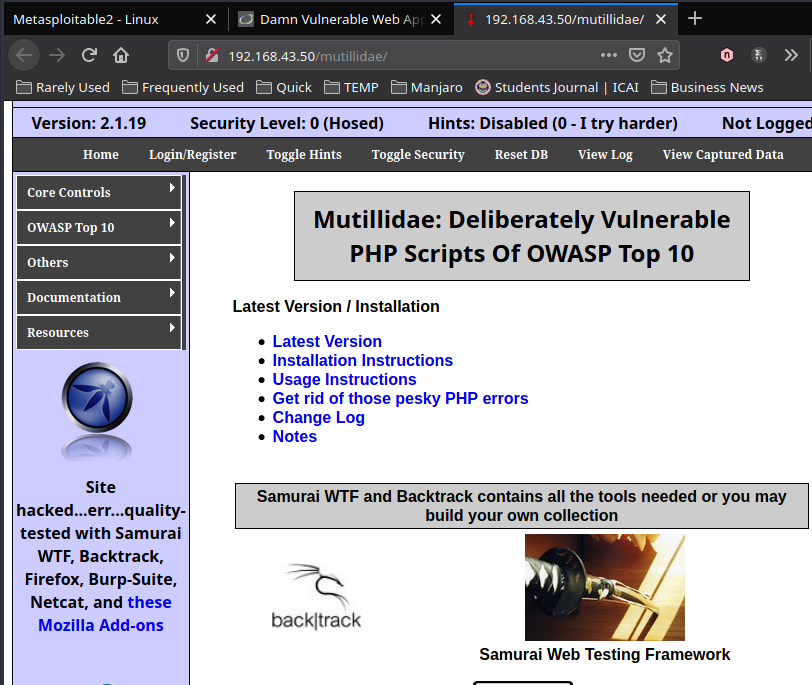 Metasploitable2 - Linux
Damn Vulnerable Web Ap
192.168.43.50/mutillidae/
192.168.43.50/mutillidae/
Rarely Used
Frequently Used
Quick
TEMP
Manjaro
Students Journal | ICAI
Business News
Version: 2.1.19
Security Level: 0 (Hosed)
Hints: Disabled (0 - I try harder)
Not Logged
Home
Login/Register
Toggle Hints
Toggle Security
Reset DB
View Log
View Captured Data
Core Controls
OWASP Top 10
Others
Documentation
Resources
Site
hacked...err...quality-
tested with Samurai
WTF, Backtrack,
Firefox, Burp-Suite,
Netcat, and these
Mozilla Add-ons
Mutillidae: Deliberately Vulnerable
PHP Scripts Of OWASP Top 10
Latest Version / Installation
Latest Version
Installation Instructions
Usage Instructions
Get rid of those pesky PHP errors
Change Log
Notes
Samurai WTF and Backtrack contains all the tools needed or you may
build your own collection
back|track
Samurai Web Testing Framework